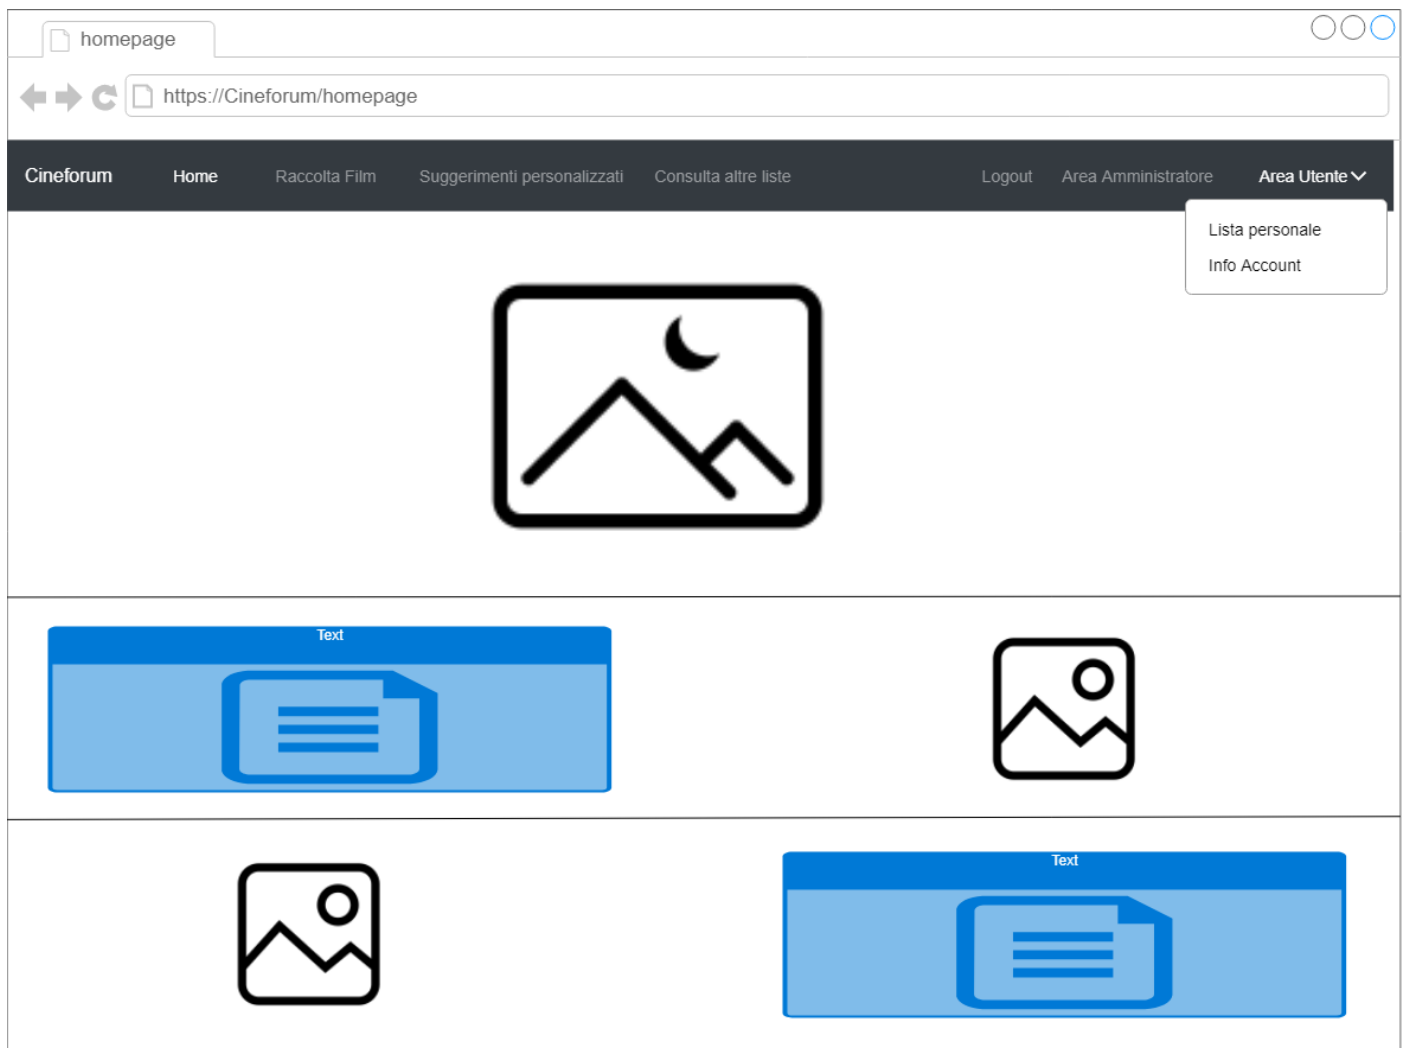 homepage
https://Cineforum/homepage
Cineforum Home Raccolta Film Suggerimenti personalizzati Consulta altre liste Logout Area Amministratore Area Utente
Lista personale
Info Account
Text
Text